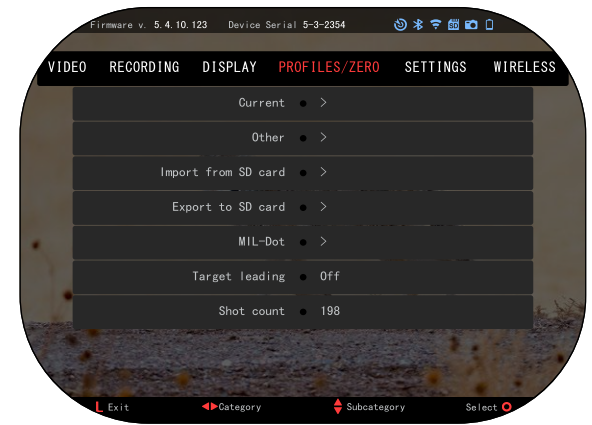 Firmware v. 5.4.10.123 Device Serial 5-3-2354 SD
VIDEO RECORDING DISPLAY PROFILES/ZERO SETTINGS WIRELESS
Current ● >
Other ● >
Import from SD card ● >
Export to SD card ● >
MIL-Dot ● >
Target leading ● Off
Shot count ● 198
L Exit Category Subcategory Select